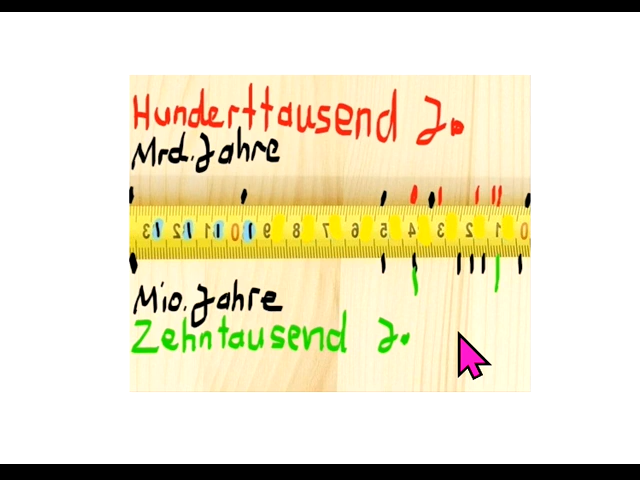 Hunderttausend J.
Mrd. Jahre
13 12 11 10 9 8 7 6 5 4 3 2 1 0
Mio. Jahre
Zehntausend J.